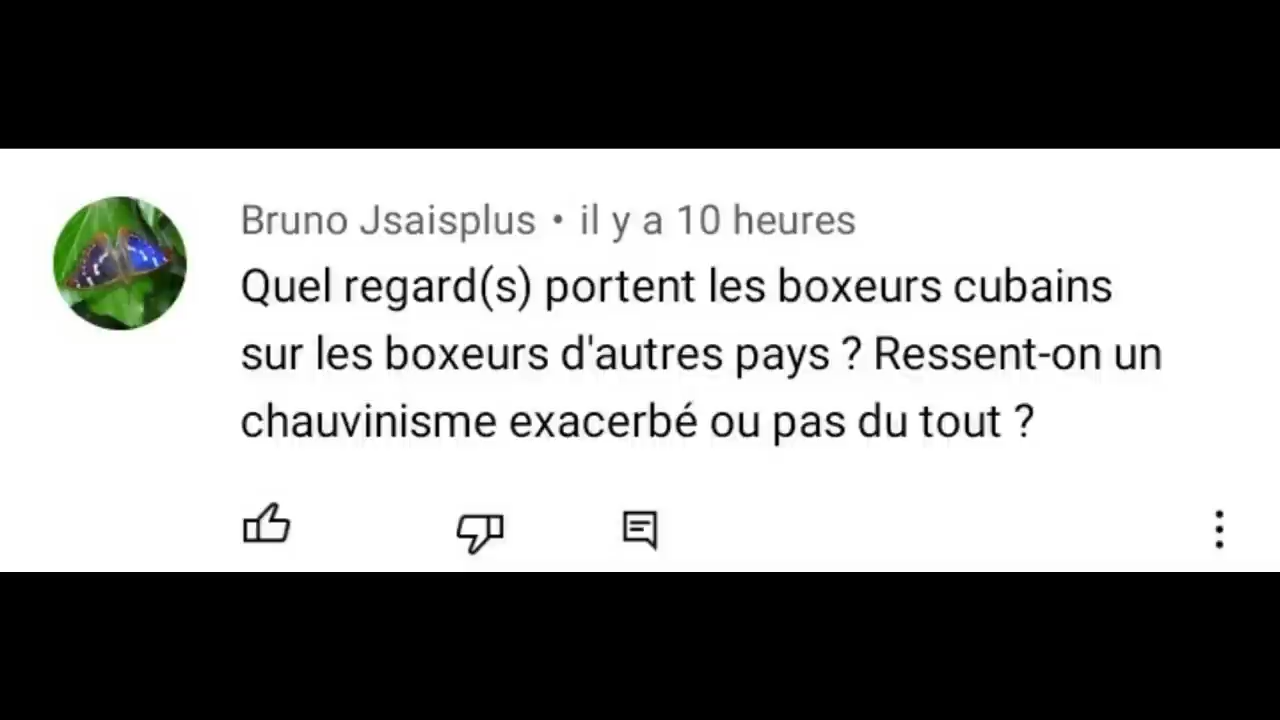 Bruno Jsaisplus • il y a 10 heures
Quel regard(s) portent les boxeurs cubains
sur les boxeurs d'autres pays ? Ressent-on un
chauvinisme exacerbé ou pas du tout ?